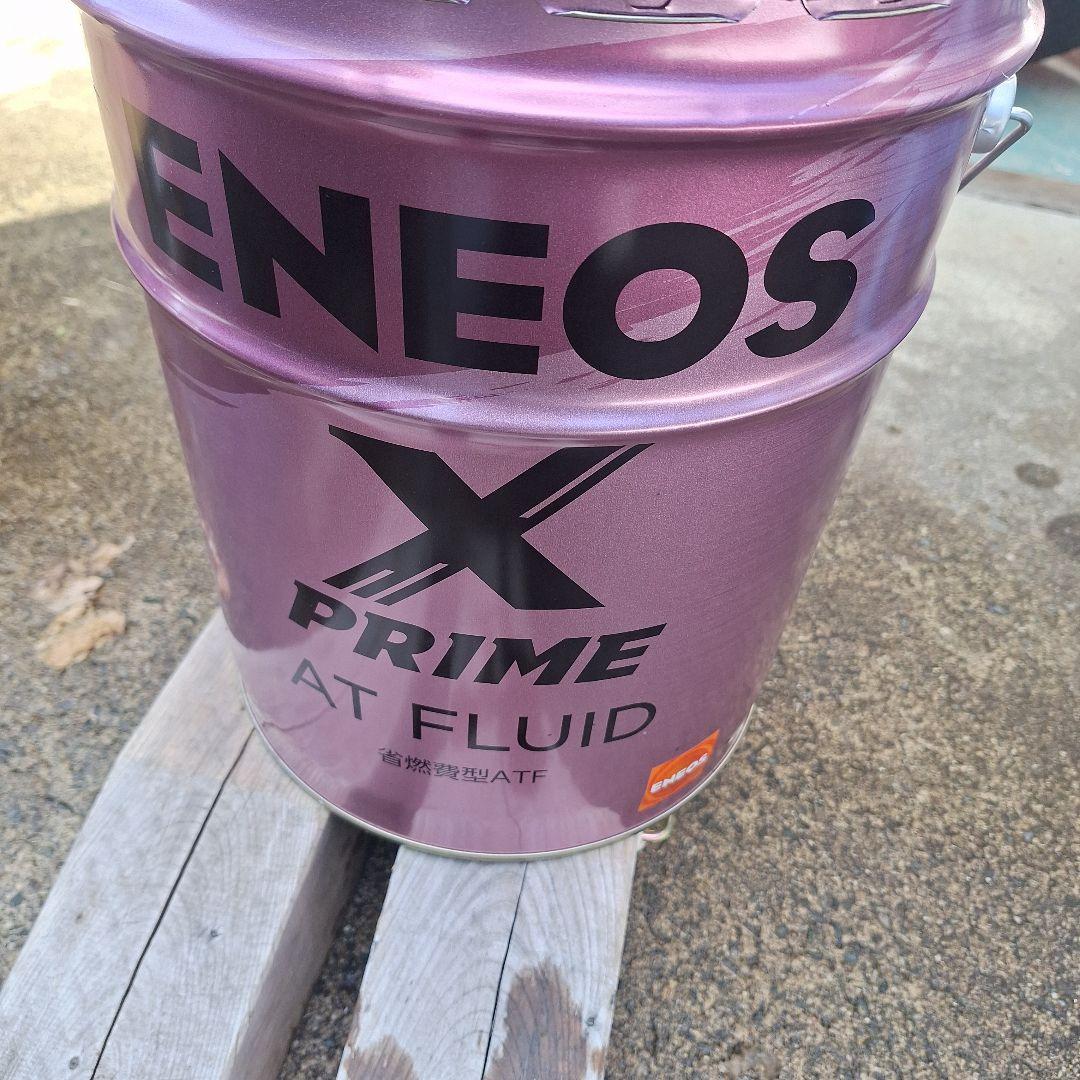 ENEOS
X
PRIME
AT FLUID
省燃費型ATF
ENEOS